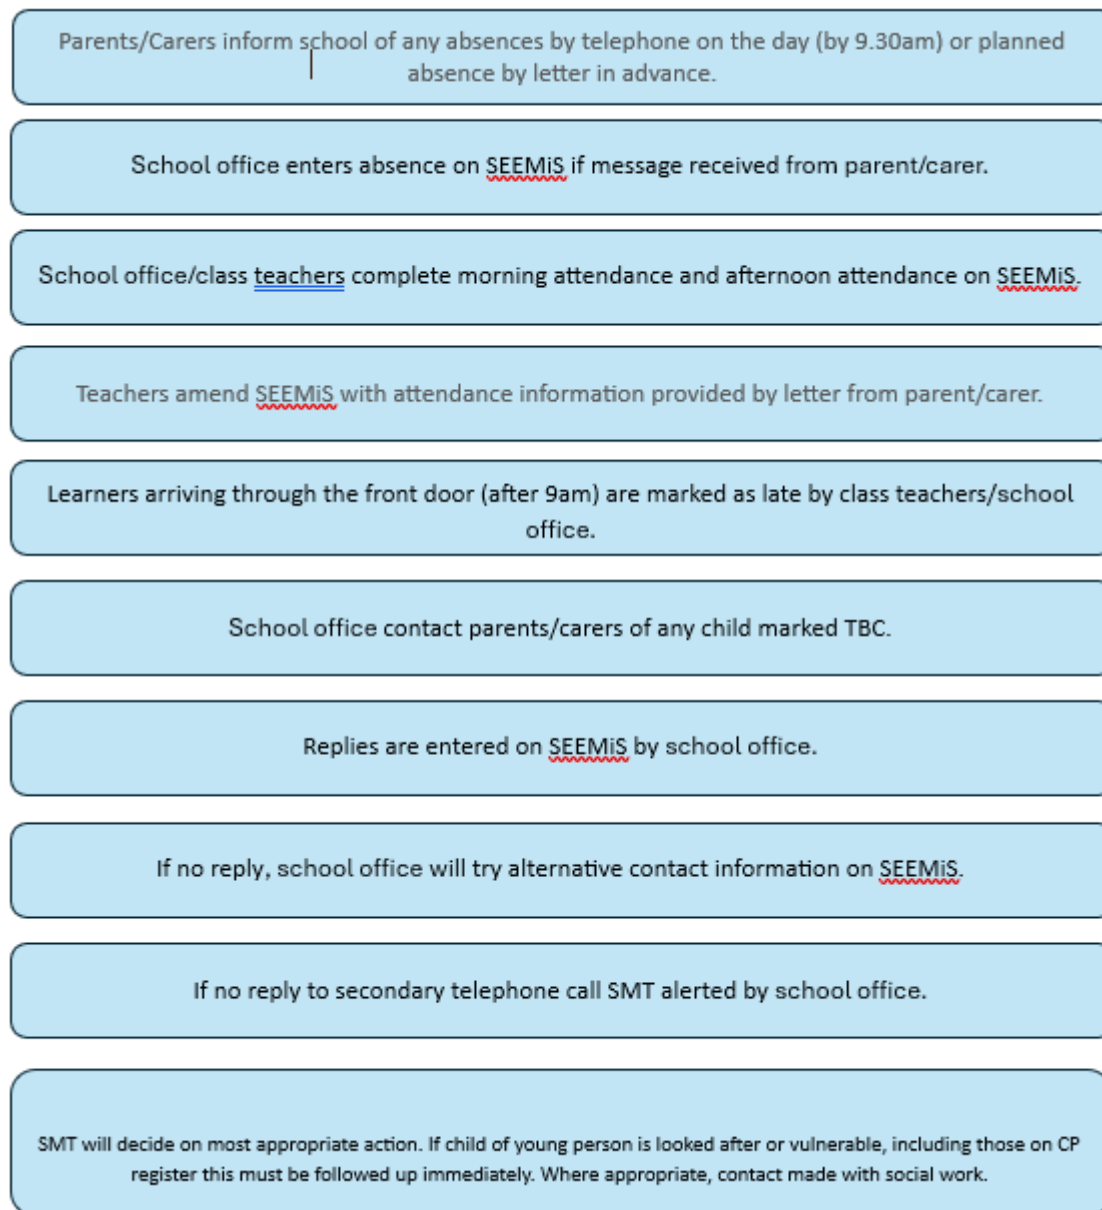 Parents/Carers inform school of any absences by telephone on the day (by 9.30am) or planned
absence by letter in advance.
School office enters absence on SEEMiS if message received from parent/carer.
School office/class teachers complete morning attendance and afternoon attendance on SEEMiS.
Teachers amend SEEMiS with attendance information provided by letter from parent/carer.
Learners arriving through the front door (after 9am) are marked as late by class teachers/school
office.
School office contact parents/carers of any child marked TBC.
Replies are entered on SEEMiS by school office.
If no reply, school office will try alternative contact information on SEEMiS.
If no reply to secondary telephone call SMT alerted by school office.
SMT will decide on most appropriate action. If child of young person is looked after or vulnerable, including those on CP
register this must be followed up immediately. Where appropriate, contact made with social work.